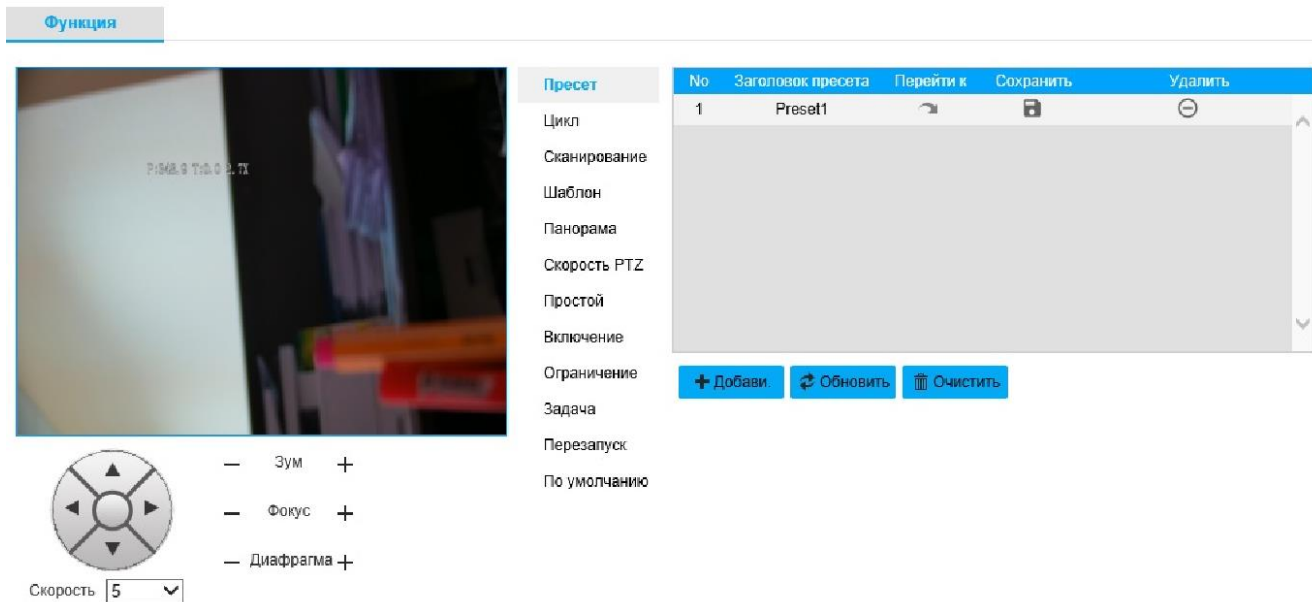 Функция
Пресет
Цикл
Сканирование
Шаблон
Панорама
Скорость PTZ
Простой
Включение
Ограничение
Задача
Перезапуск
По умолчанию
No Заголовок пресета Перейти к Сохранить Удалить
1 Preset1
Добави. Обновить Очистить
Зум
Фокус
Диафрагма
Скорость 5